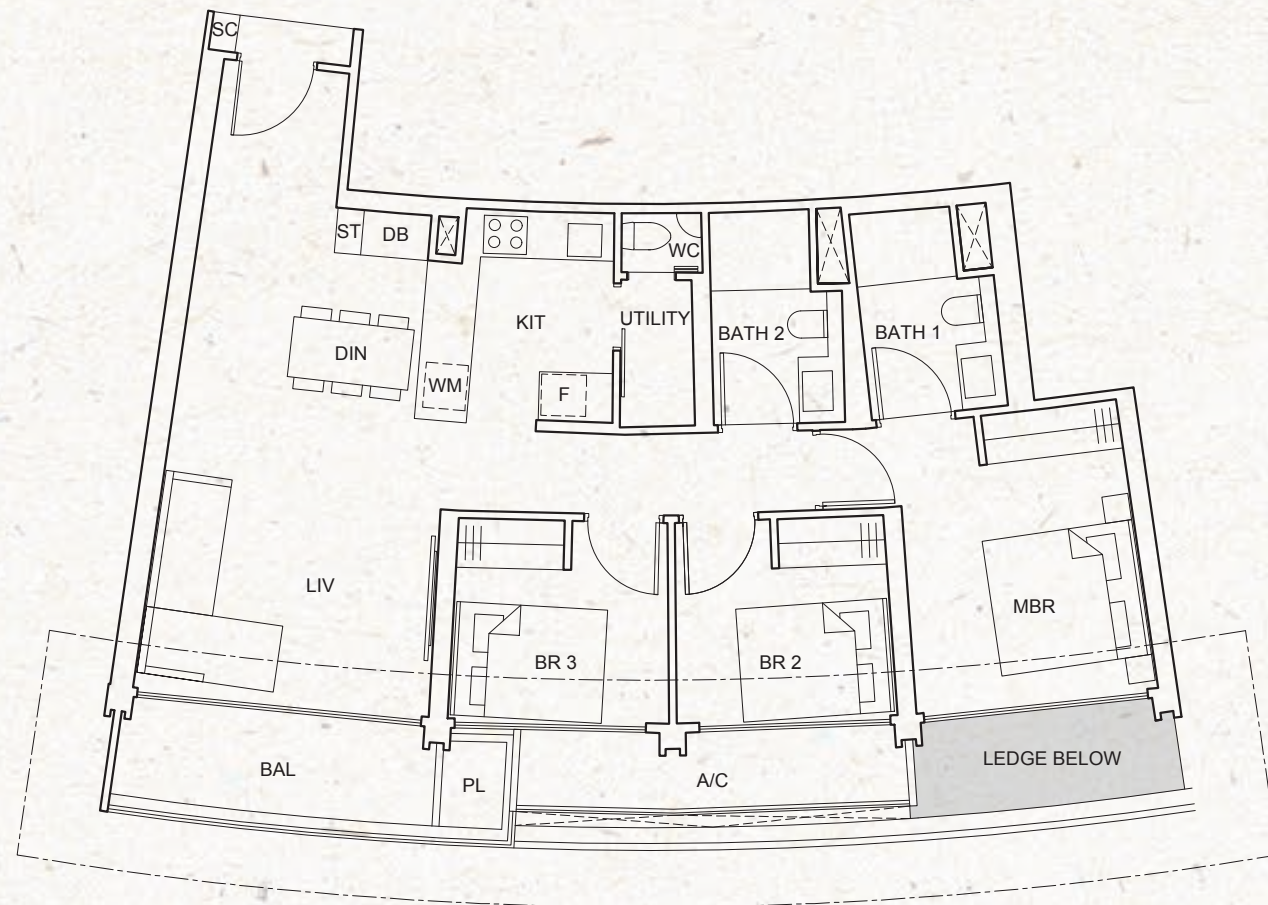 SC
ST
DB
WC
KIT
UTILITY
BATH 2
BATH 1
DIN
WM
F
LIV
MBR
BR 3
BR 2
BAL
PL
A/C
LEDGE BELOW